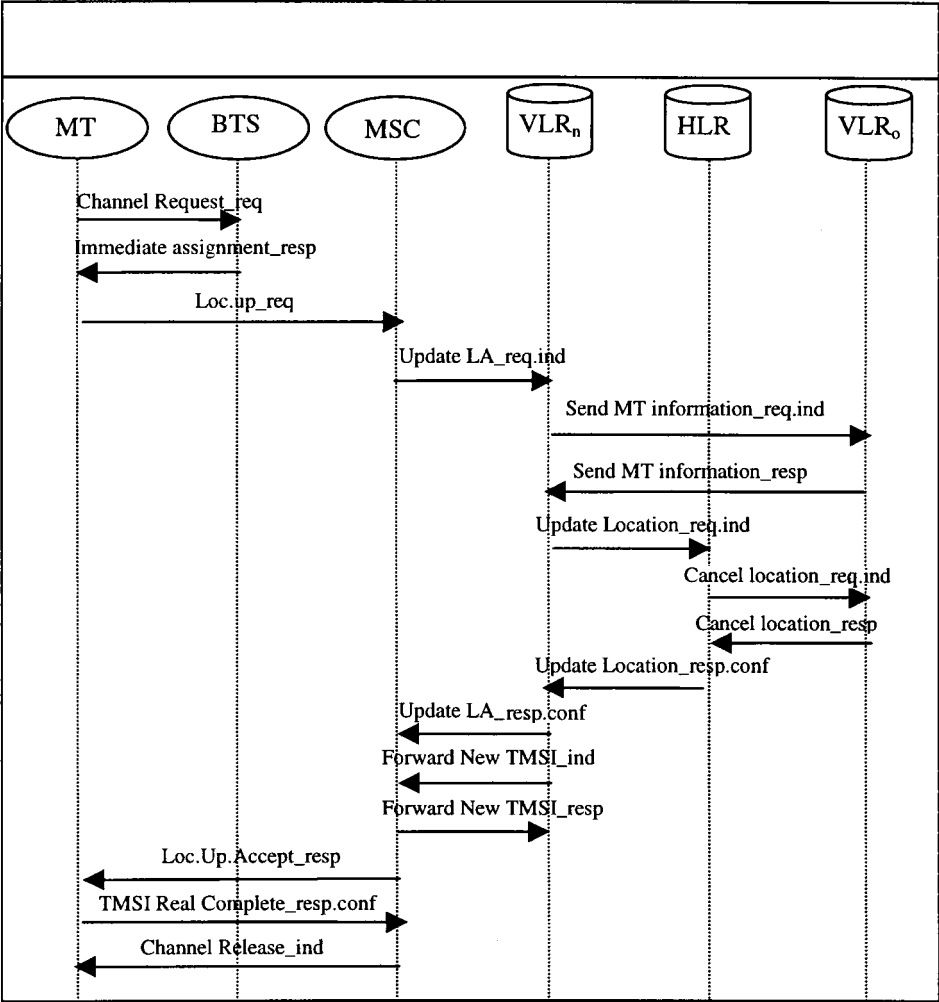 MT BTS MSC VLRn HLR VLRo
Channel Request_req
Immediate assignment_resp
Loc.up_req
Update LA_req.ind
Send MT information_req.ind
Send MT information_resp
Update Location_req.ind
Cancel location_req.ind
Cancel location_resp
Update Location_resp.conf
Update LA_resp.conf
Forward New TMSI_ind
Forward New TMSI_resp
Loc.Up.Accept_resp
TMSI Real Complete_resp.conf
Channel Release_ind